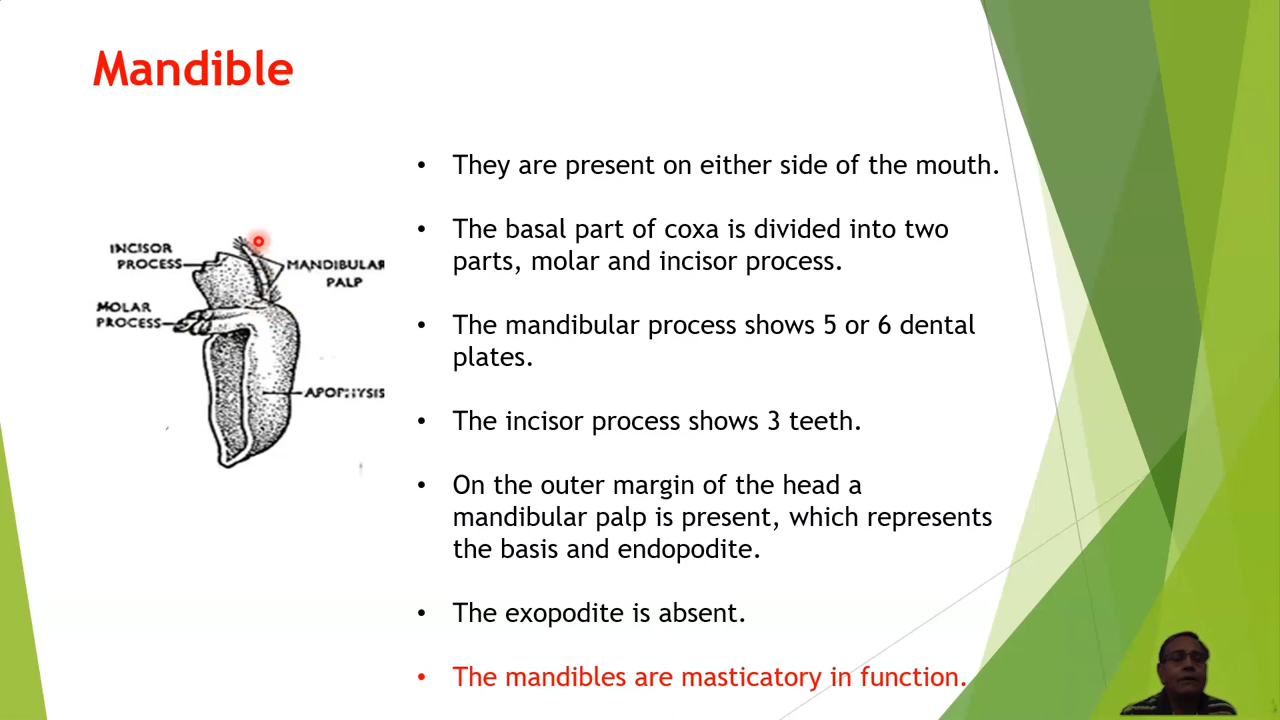 Mandible
• They are present on either side of the mouth.
• The basal part of coxa is divided into two
parts, molar and incisor process.
• The mandibular process shows 5 or 6 dental
plates.
• The incisor process shows 3 teeth.
• On the outer margin of the head a
mandibular palp is present, which represents
the basis and endopodite.
• The exopodite is absent.
• The mandibles are masticatory in function.
INCISOR
PROCESS
MANDIBULAR
PALP
MOLAR
PROCESS
APOPHYSIS